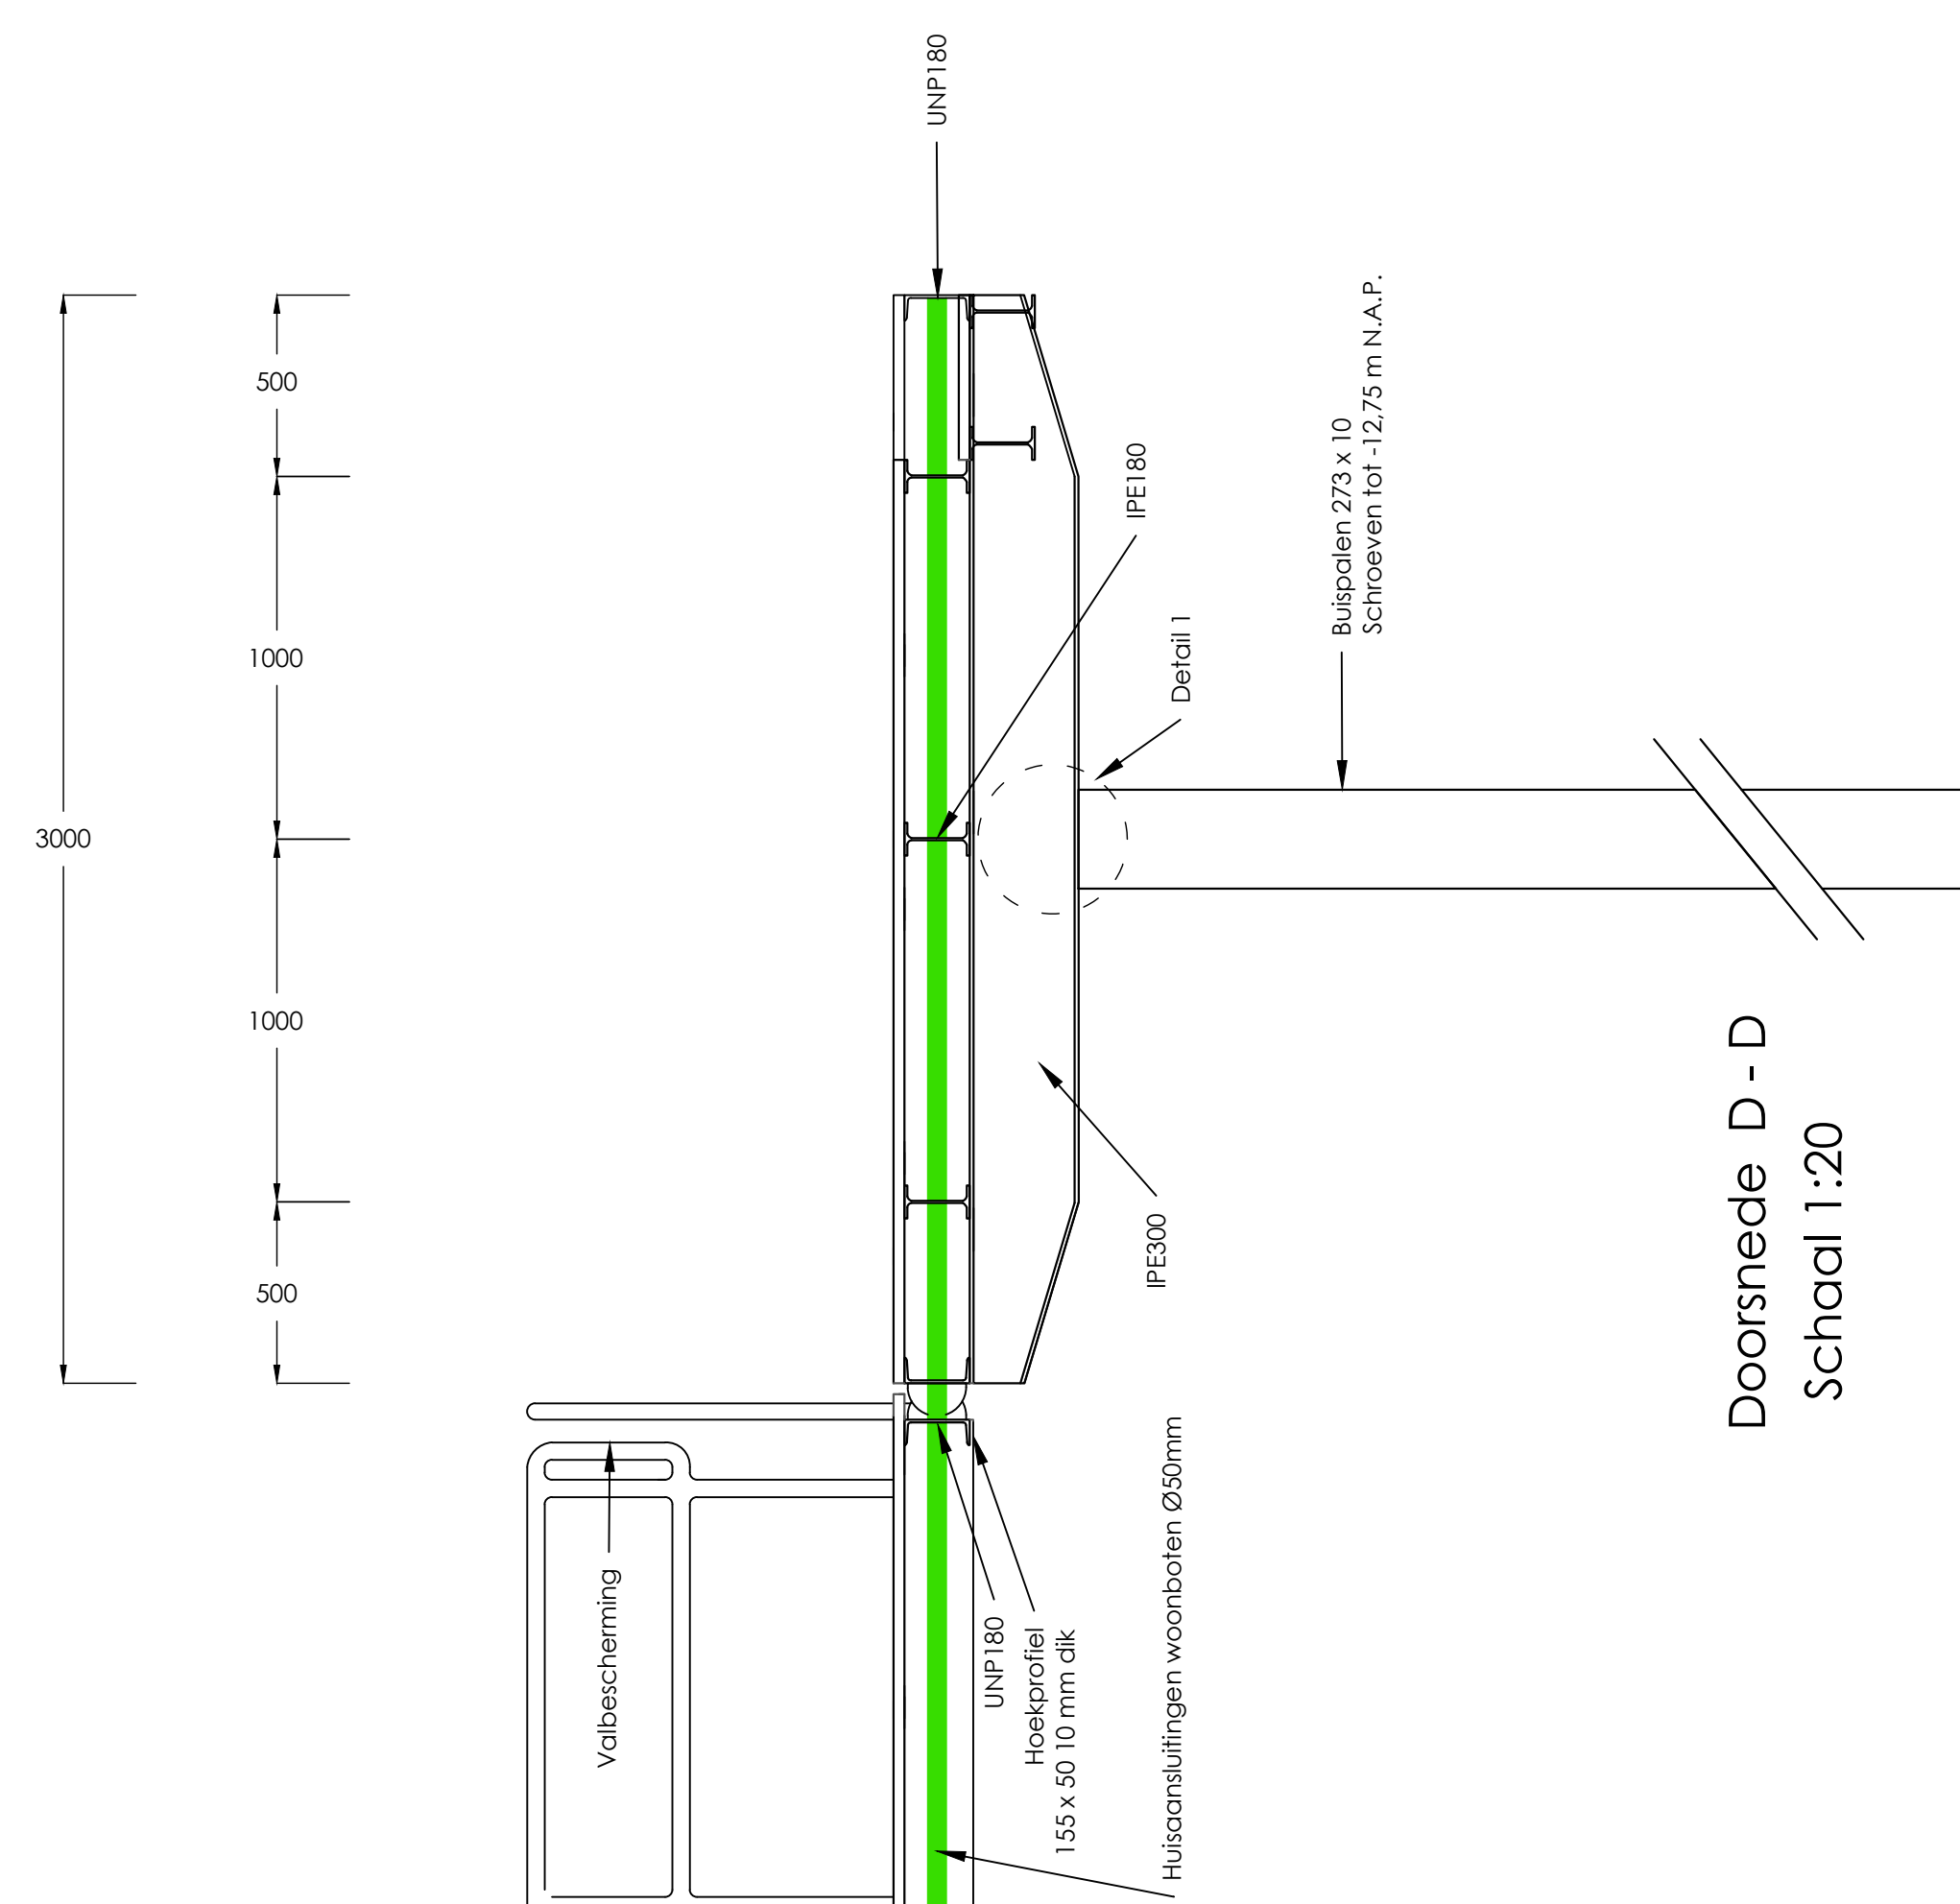 3000
500
1000
1000
500
UNP180
IPE180
Detail 1
Buispalen 273 x 10
Schroeven tot -12,75 m N.A.P.
IPE300
Valbescherming
UNP180
Hoekprofiel
155 x 50 10 mm dik
Huisaansluitingen woonboten Ø50mm
Doorsnede D - D
Schaal 1:20